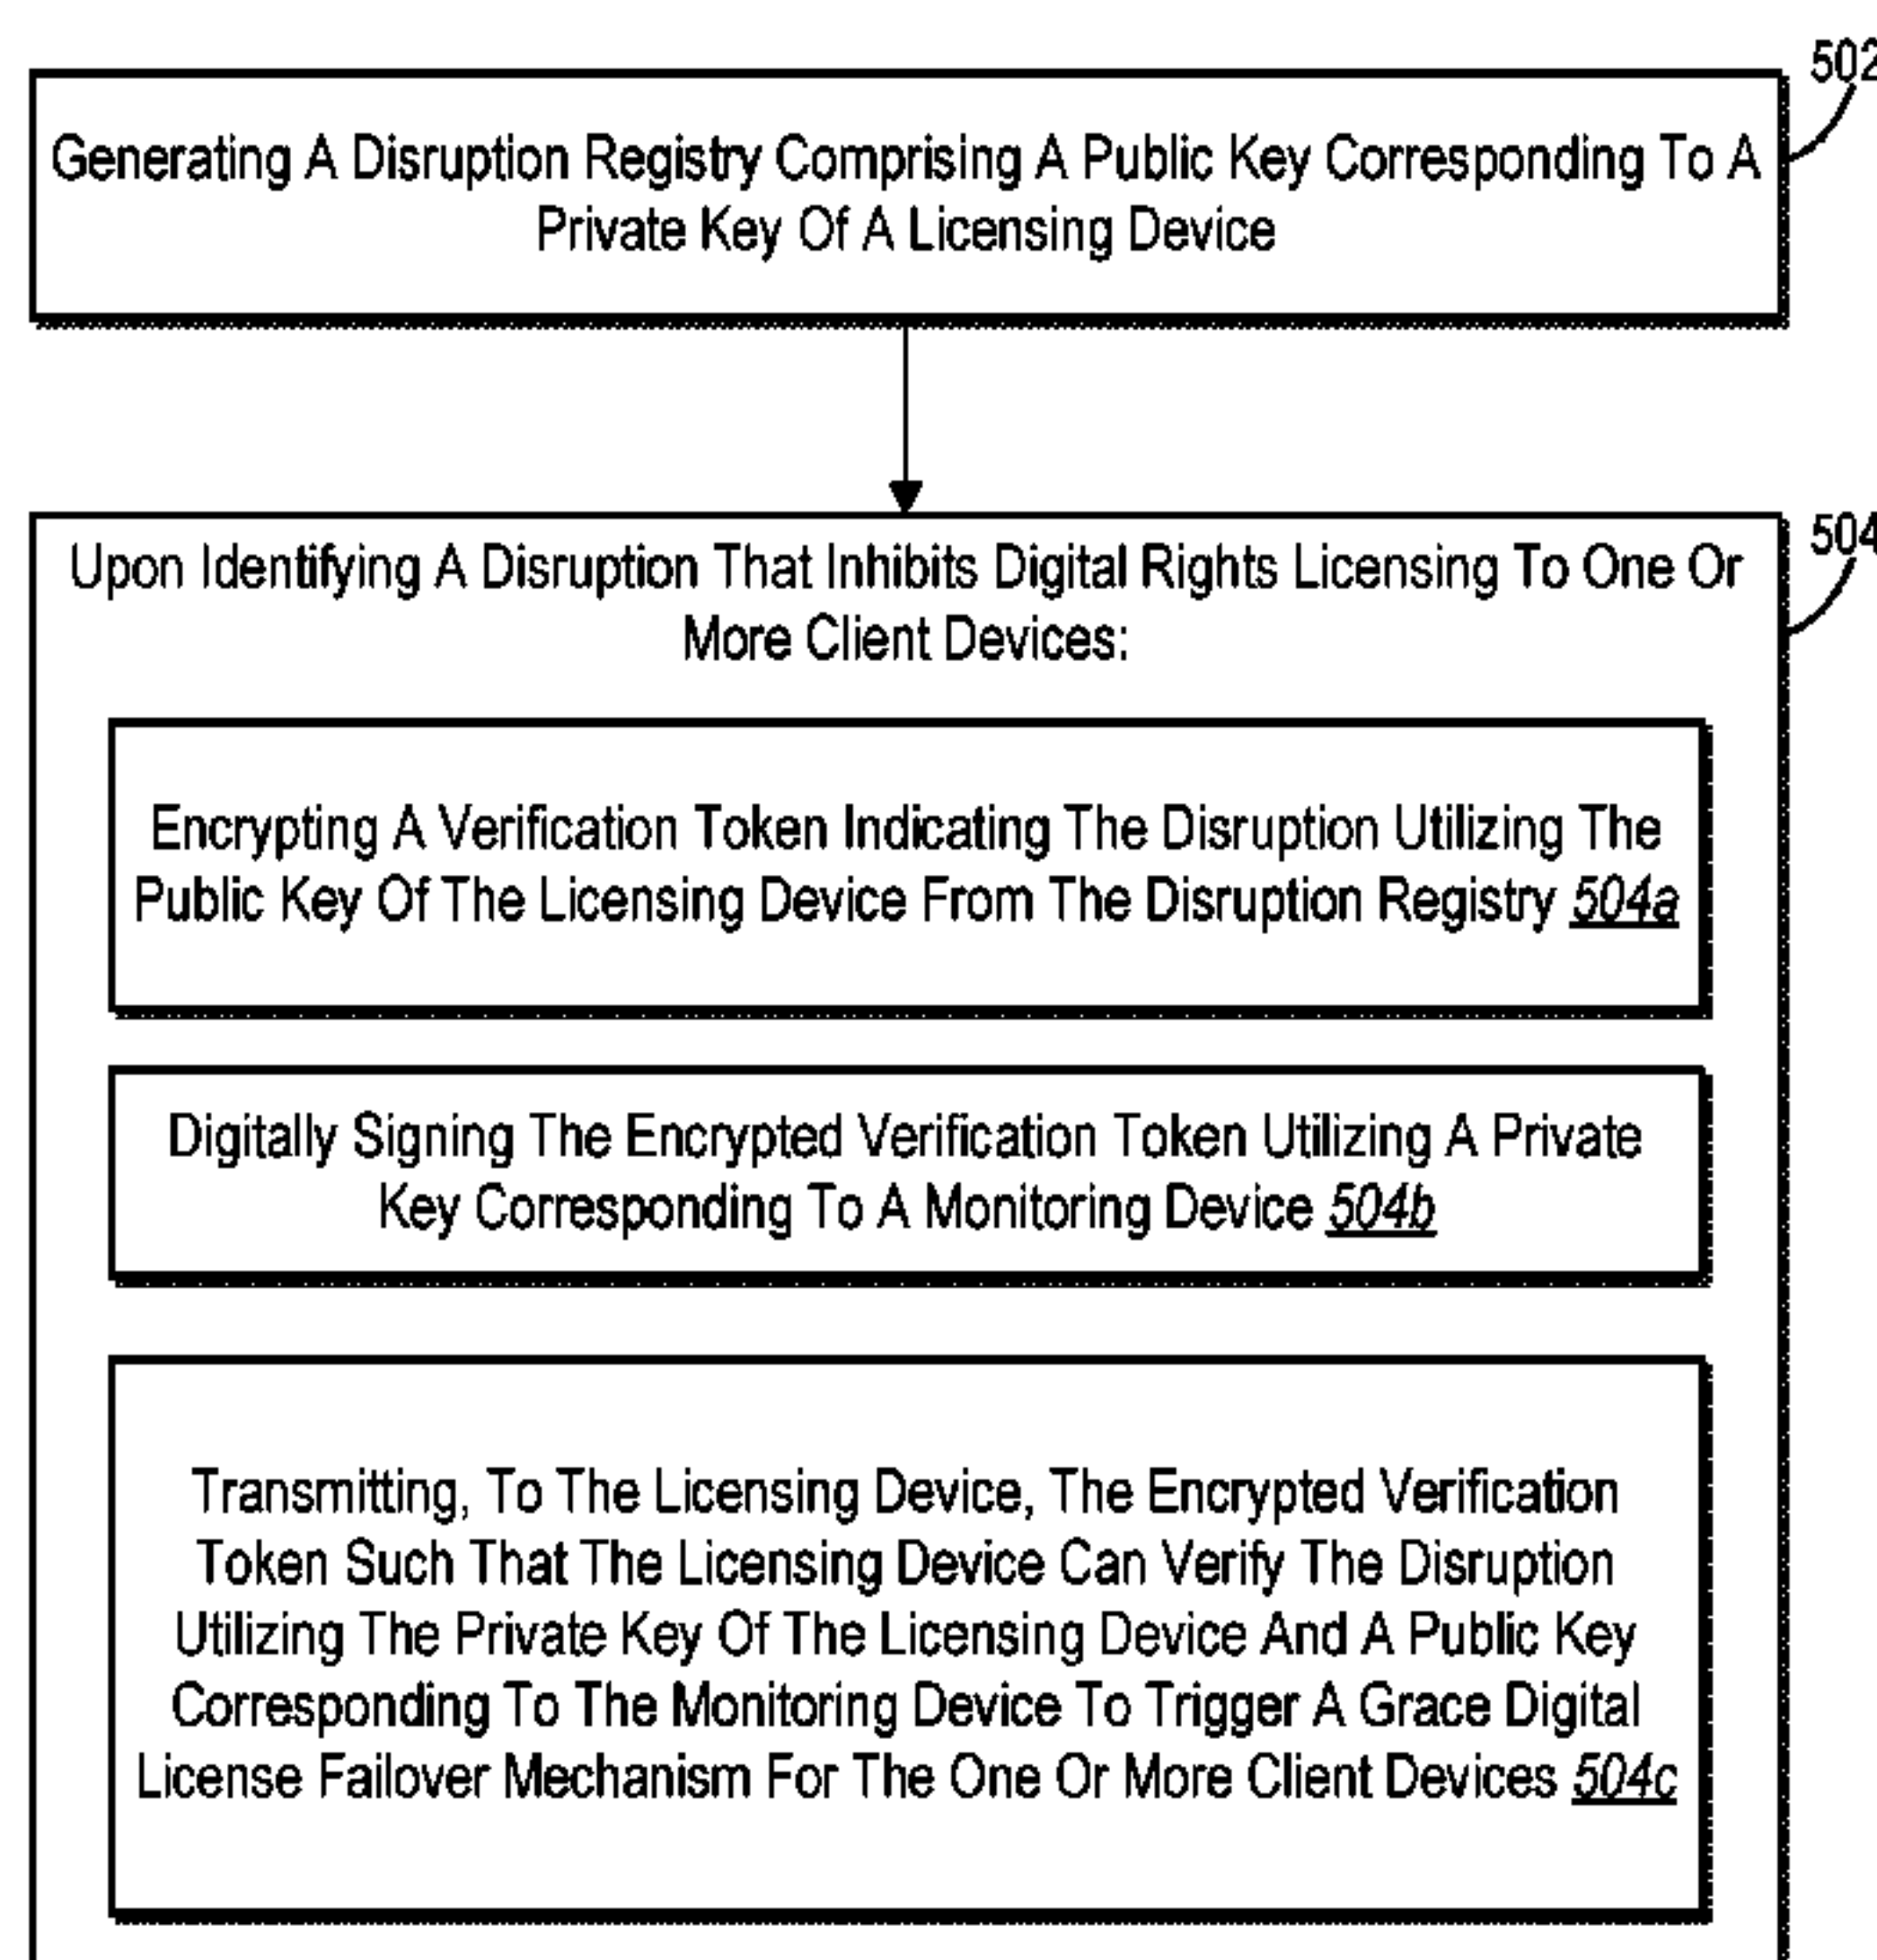 502
Generating A Disruption Registry Comprising A Public Key Corresponding To A
Private Key Of A Licensing Device
504
Upon Identifying A Disruption That Inhibits Digital Rights Licensing To One Or
More Client Devices:
Encrypting A Verification Token Indicating The Disruption Utilizing The
Public Key Of The Licensing Device From The Disruption Registry 504a
Digitally Signing The Encrypted Verification Token Utilizing A Private
Key Corresponding To A Monitoring Device 504b
Transmitting, To The Licensing Device, The Encrypted Verification
Token Such That The Licensing Device Can Verify The Disruption
Utilizing The Private Key Of The Licensing Device And A Public Key
Corresponding To The Monitoring Device To Trigger A Grace Digital
License Failover Mechanism For The One Or More Client Devices 504c